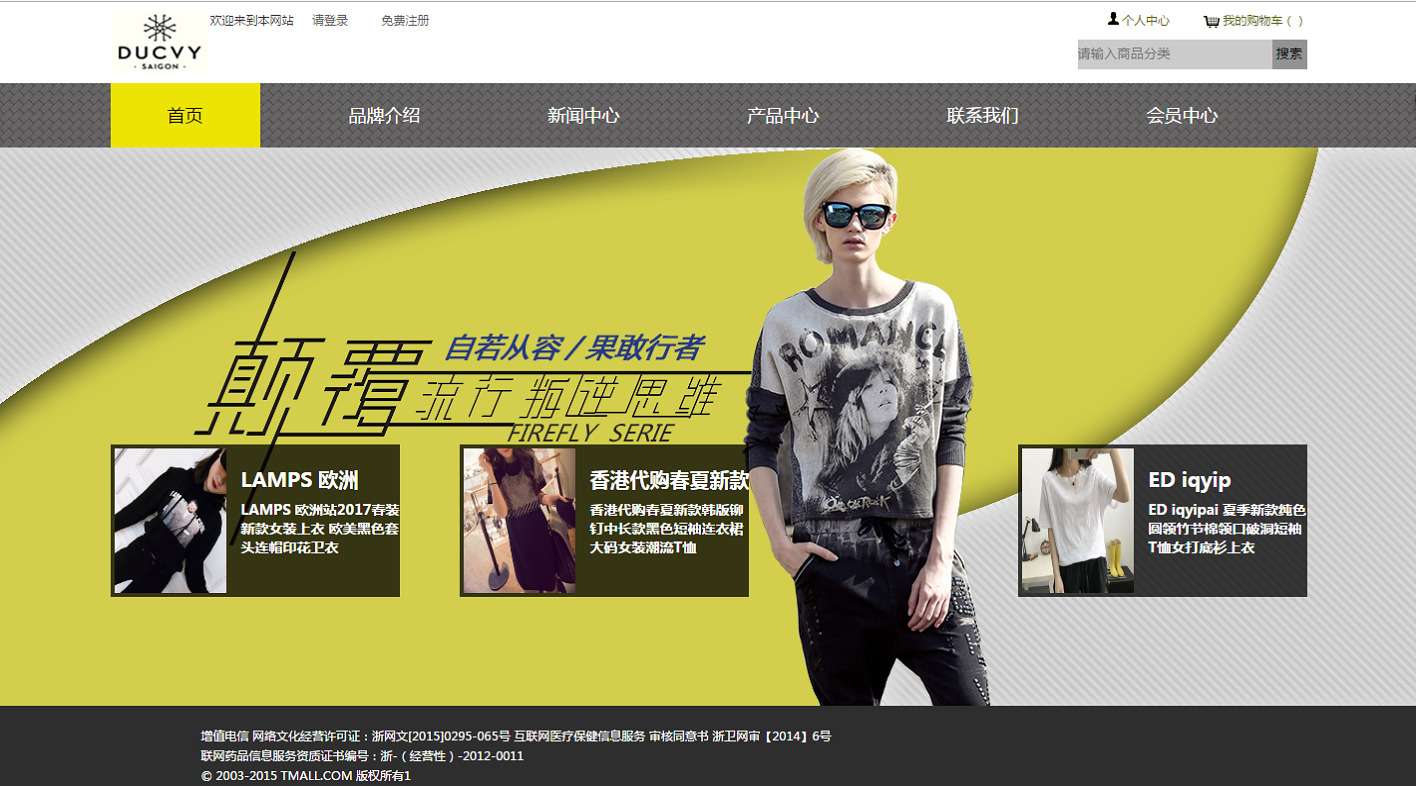 DUCVY
· SAIGON ·
欢迎来到本网站 请登录 免费注册
个人中心 我的购物车（ ）
请输入商品分类 搜索
首页 品牌介绍 新闻中心 产品中心 联系我们 会员中心
自若从容 / 果敢行者
颠覆 流行叛逆思维
FIREFLY SERIE
ROMANCE
LAMPS 欧洲
LAMPS 欧洲站2017春装
新款女装上衣 欧美黑色套
头连帽印花卫衣
香港代购春夏新款
香港代购春夏新款韩版铆
钉中长款黑色短袖连衣裙
大码女装潮流T恤
ED iqyip
ED iqyipai 夏季新款纯色
圆领竹节棉领口破洞短袖
T恤女打底衫上衣
增值电信 网络文化经营许可证：浙网文[2015]0295-065号 互联网医疗保健信息服务 审核同意书 浙卫网审【2014】6号
联网药品信息服务资质证书编号：浙-（经营性）-2012-0011
© 2003-2015 TMALL.COM 版权所有1